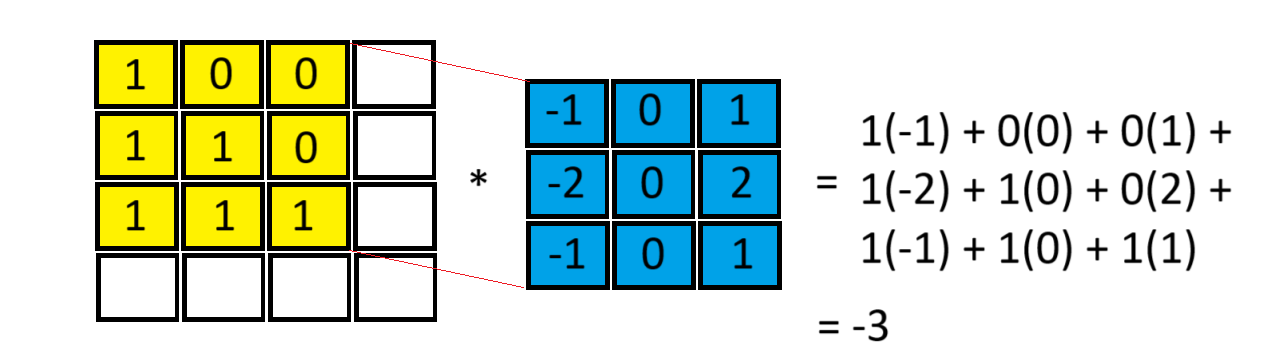 1 0 0
1 1 0
1 1 1
*
-1 0 1
-2 0 2
-1 0 1
=
1(-1) + 0(0) + 0(1) +
1(-2) + 1(0) + 0(2) +
1(-1) + 1(0) + 1(1)
= -3